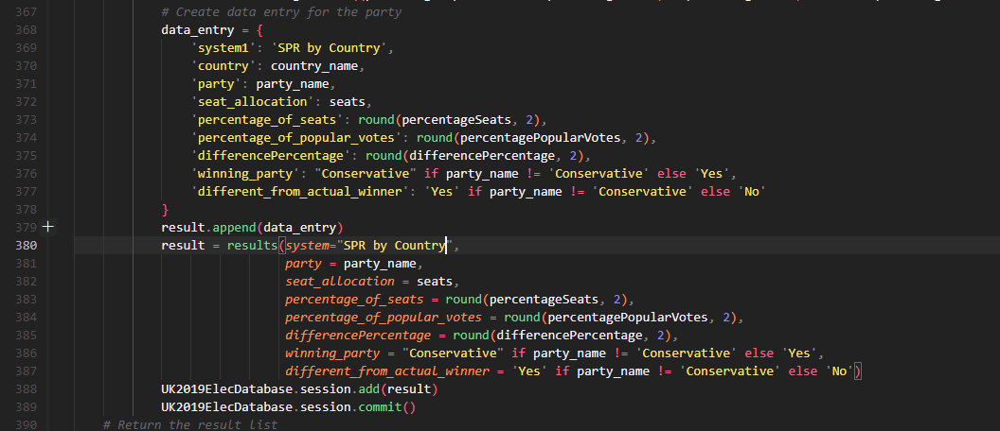 367 # Create data entry for the party
368 data_entry = {
369 'system1': 'SPR by Country',
370 'country': country_name,
371 'party': party_name,
372 'seat_allocation': seats,
373 'percentage_of_seats': round(percentageSeats, 2),
374 'percentage_of_popular_votes': round(percentagePopularVotes, 2),
375 'differencePercentage': round(differencePercentage, 2),
376 'winning_party': "Conservative" if party_name != 'Conservative' else 'Yes',
377 'different_from_actual_winner': 'Yes' if party_name != 'Conservative' else 'No'
378 }
379 + result.append(data_entry)
380 result = results(system="SPR by Country",
381 party = party_name,
382 seat_allocation = seats,
383 percentage_of_seats = round(percentageSeats, 2),
384 percentage_of_popular_votes = round(percentagePopularVotes, 2),
385 differencePercentage = round(differencePercentage, 2),
386 winning_party = "Conservative" if party_name != 'Conservative' else 'Yes',
387 different_from_actual_winner = 'Yes' if party_name != 'Conservative' else 'No')
388 UK2019ElecDatabase.session.add(result)
389 UK2019ElecDatabase.session.commit()
390 # Return the result list